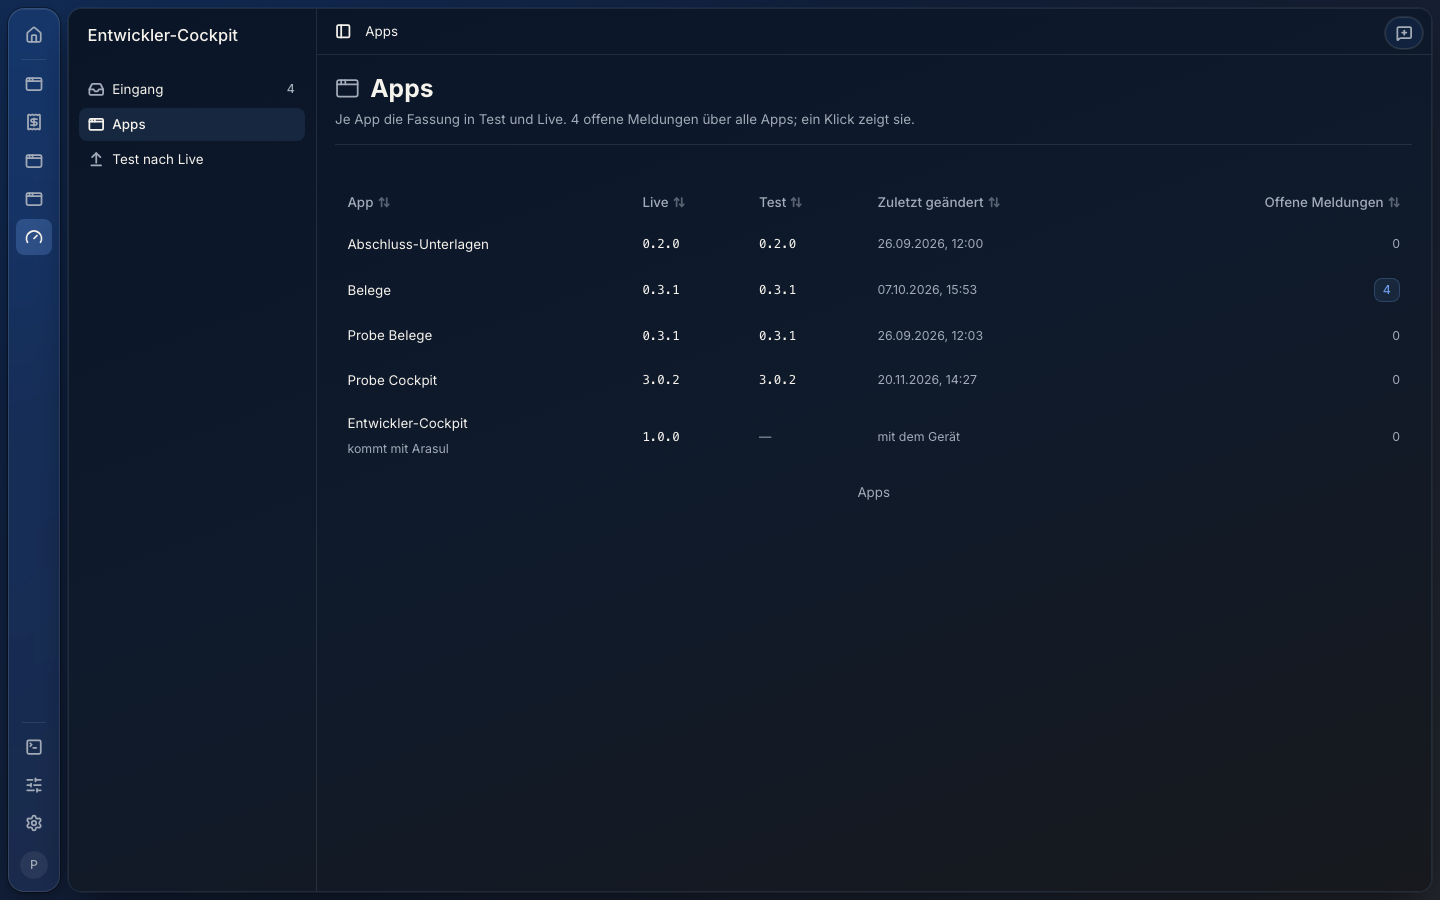 Entwickler-Cockpit
Eingang 4
Apps
Test nach Live
P
Apps
Apps
Je App die Fassung in Test und Live. 4 offene Meldungen über alle Apps; ein Klick zeigt sie.
App Live Test Zuletzt geändert Offene Meldungen
Abschluss-Unterlagen 0.2.0 0.2.0 26.09.2026, 12:00 0
Belege 0.3.1 0.3.1 07.10.2026, 15:53 4
Probe Belege 0.3.1 0.3.1 26.09.2026, 12:03 0
Probe Cockpit 3.0.2 3.0.2 20.11.2026, 14:27 0
Entwickler-Cockpit 1.0.0 — mit dem Gerät 0
kommt mit Arasul
Apps